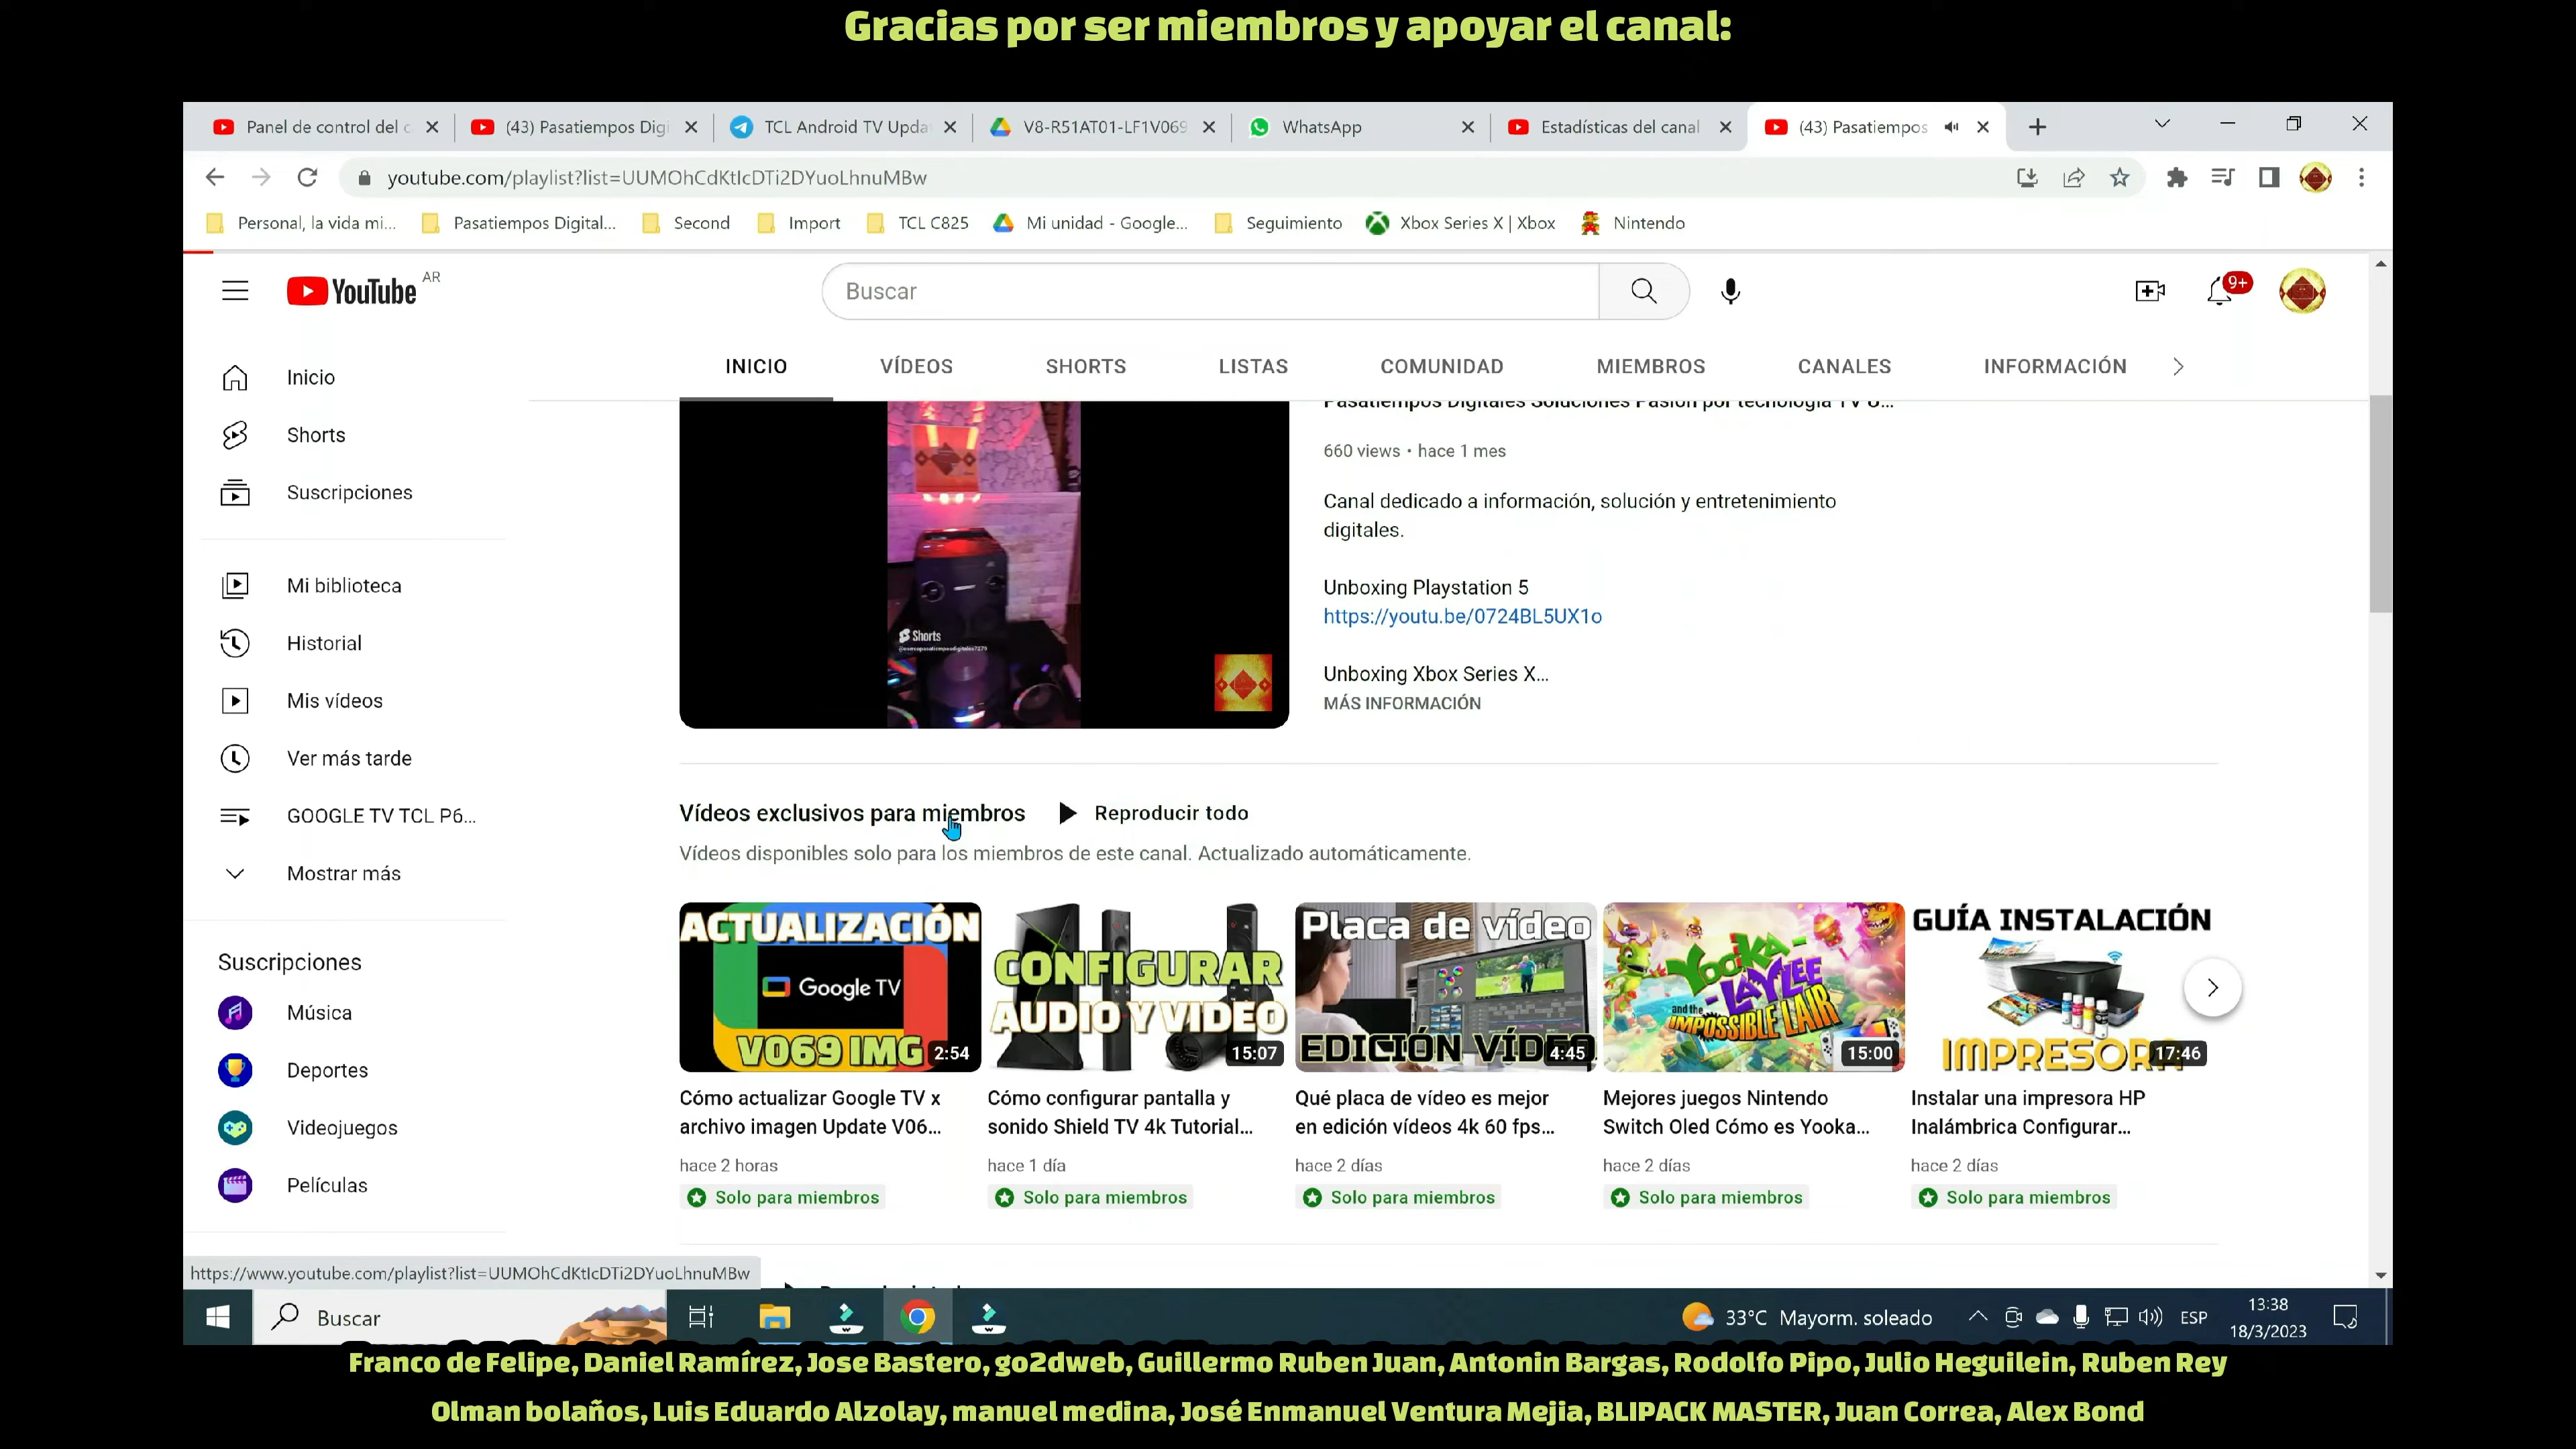 Gracias por ser miembros y apoyar el canal:
Panel de control del c
(43) Pasatiempos Digi
TCL Android TV Upda
V8-R51AT01-LF1V069
WhatsApp
Estadísticas del canal
(43) Pasatiempos
youtube.com/playlist?list=UUMOhCdKtIcDTi2DYuoLhnuMBw
Personal, la vida mi...
Pasatiempos Digital...
Second
Import
TCL C825
Mi unidad - Google...
Seguimiento
Xbox Series X | Xbox
Nintendo
YouTube AR
Buscar
9+
INICIO
VÍDEOS
SHORTS
LISTAS
COMUNIDAD
MIEMBROS
CANALES
INFORMACIÓN
Inicio
Shorts
Suscripciones
Mi biblioteca
Historial
Mis vídeos
Ver más tarde
GOOGLE TV TCL P6...
Mostrar más
Suscripciones
Música
Deportes
Videojuegos
Películas
Shorts
Pasatiempos Digitales Soluciones Pasión por tecnología TV U...
660 views • hace 1 mes
Canal dedicado a información, solución y entretenimiento
digitales.
Unboxing Playstation 5
https://youtu.be/0724BL5UX1o
Unboxing Xbox Series X...
MÁS INFORMACIÓN
Vídeos exclusivos para miembros
Reproducir todo
Vídeos disponibles solo para los miembros de este canal. Actualizado automáticamente.
ACTUALIZACIÓN
Google TV
V069 IMG
2:54
CONFIGURAR
AUDIO Y VIDEO
15:07
Placa de vídeo
EDICIÓN VÍDEO
4:45
YOOKA-
-LAYLEE
and the
IMPOSSIBLE LAIR
15:00
GUÍA INSTALACIÓN
IMPRESORA
17:46
Cómo actualizar Google TV x
archivo imagen Update V06...
hace 2 horas
Solo para miembros
Cómo configurar pantalla y
sonido Shield TV 4k Tutorial...
hace 1 día
Solo para miembros
Qué placa de vídeo es mejor
en edición vídeos 4k 60 fps...
hace 2 días
Solo para miembros
Mejores juegos Nintendo
Switch Oled Cómo es Yooka...
hace 2 días
Solo para miembros
Instalar una impresora HP
Inalámbrica Configurar...
hace 2 días
Solo para miembros
https://www.youtube.com/playlist?list=UUMOhCdKtIcDTi2DYuoLhnuMBw
Buscar
33°C Mayorm. soleado
ESP
13:38
18/3/2023
Franco de Felipe, Daniel Ramírez, Jose Bastero, go2dweb, Guillermo Ruben Juan, Antonin Bargas, Rodolfo Pipo, Julio Heguilein, Ruben Rey
Olman bolaños, Luis Eduardo Alzolay, manuel medina, José Enmanuel Ventura Mejia, BLIPACK MASTER, Juan Correa, Alex Bond